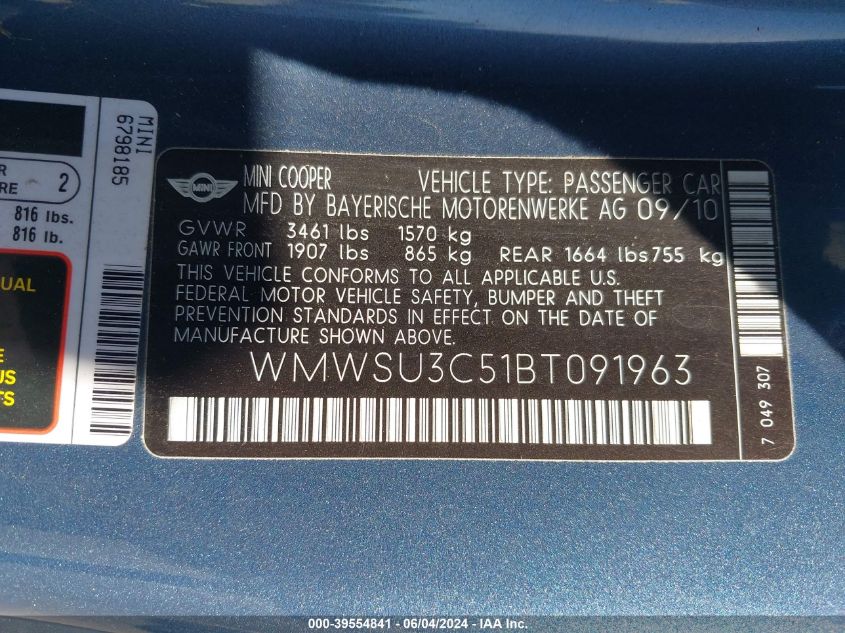 MINI
6798185
R
RE 2
816 lbs.
816 lb.
UAL
E
US
TS
MINI
MINI COOPER VEHICLE TYPE: PASSENGER CAR
MFD BY BAYERISCHE MOTORENWERKE AG 09/10
GVWR 3461 lbs 1570 kg
GAWR FRONT 1907 lbs 865 kg REAR 1664 lbs 755 kg
THIS VEHICLE CONFORMS TO ALL APPLICABLE U.S.
FEDERAL MOTOR VEHICLE SAFETY, BUMPER AND THEFT
PREVENTION STANDARDS IN EFFECT ON THE DATE OF
MANUFACTURE SHOWN ABOVE.
WMWSU3C51BT091963
7 049 307
000-39554841 - 06/04/2024 - IAA Inc.